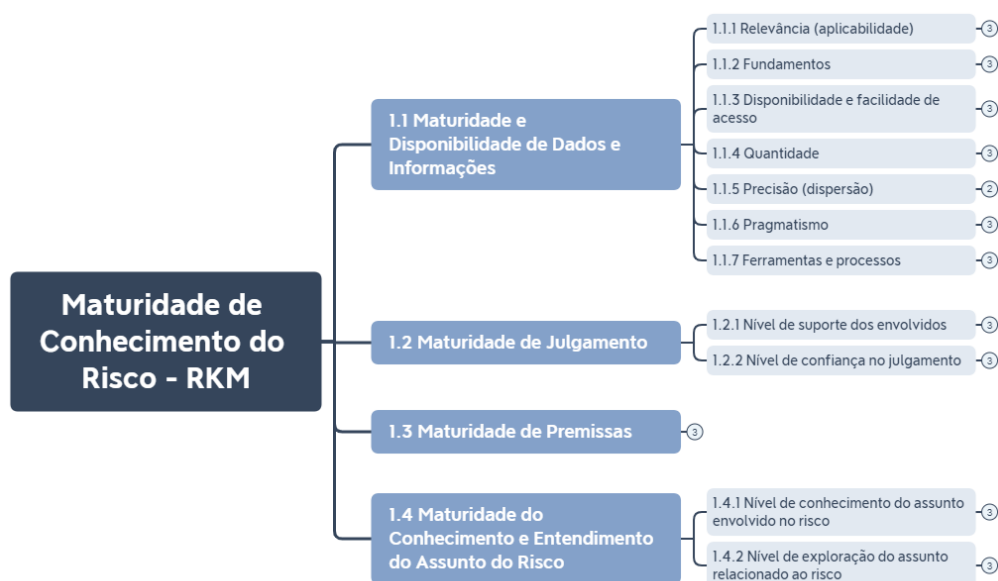 Maturidade de
Conhecimento do
Risco - RKM
1.1 Maturidade e
Disponibilidade de Dados e
Informações
1.1.1 Relevância (aplicabilidade)
3
1.1.2 Fundamentos
3
1.1.3 Disponibilidade e facilidade de
acesso
3
1.1.4 Quantidade
3
1.1.5 Precisão (dispersão)
2
1.1.6 Pragmatismo
3
1.1.7 Ferramentas e processos
3
1.2 Maturidade de Julgamento
1.2.1 Nível de suporte dos envolvidos
3
1.2.2 Nível de confiança no julgamento
3
1.3 Maturidade de Premissas
3
1.4 Maturidade do
Conhecimento e Entendimento
do Assunto do Risco
1.4.1 Nível de conhecimento do assunto
envolvido no risco
3
1.4.2 Nível de exploração do assunto
relacionado ao risco
3